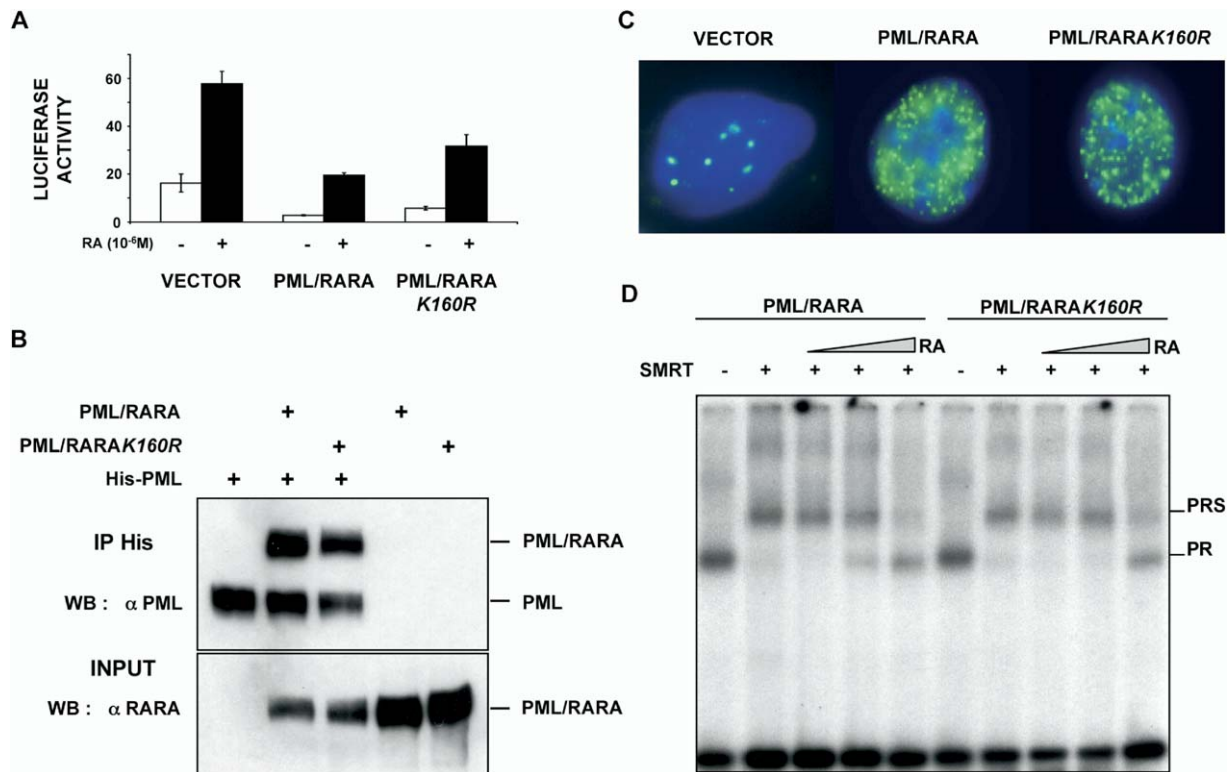 A
LUCIFERASE
ACTIVITY
60
40
20
0
RA (10⁻⁶M) - + - + - +
VECTOR PML/RARA PML/RARA
K160R
B
PML/RARA + +
PML/RARAK160R + +
His-PML + + +
IP His
PML/RARA
WB : α PML
PML
INPUT
WB : α RARA
PML/RARA
C
VECTOR PML/RARA PML/RARAK160R
D
PML/RARA PML/RARAK160R
RA RA
SMRT - + + + + - + + + +
PRS
PR